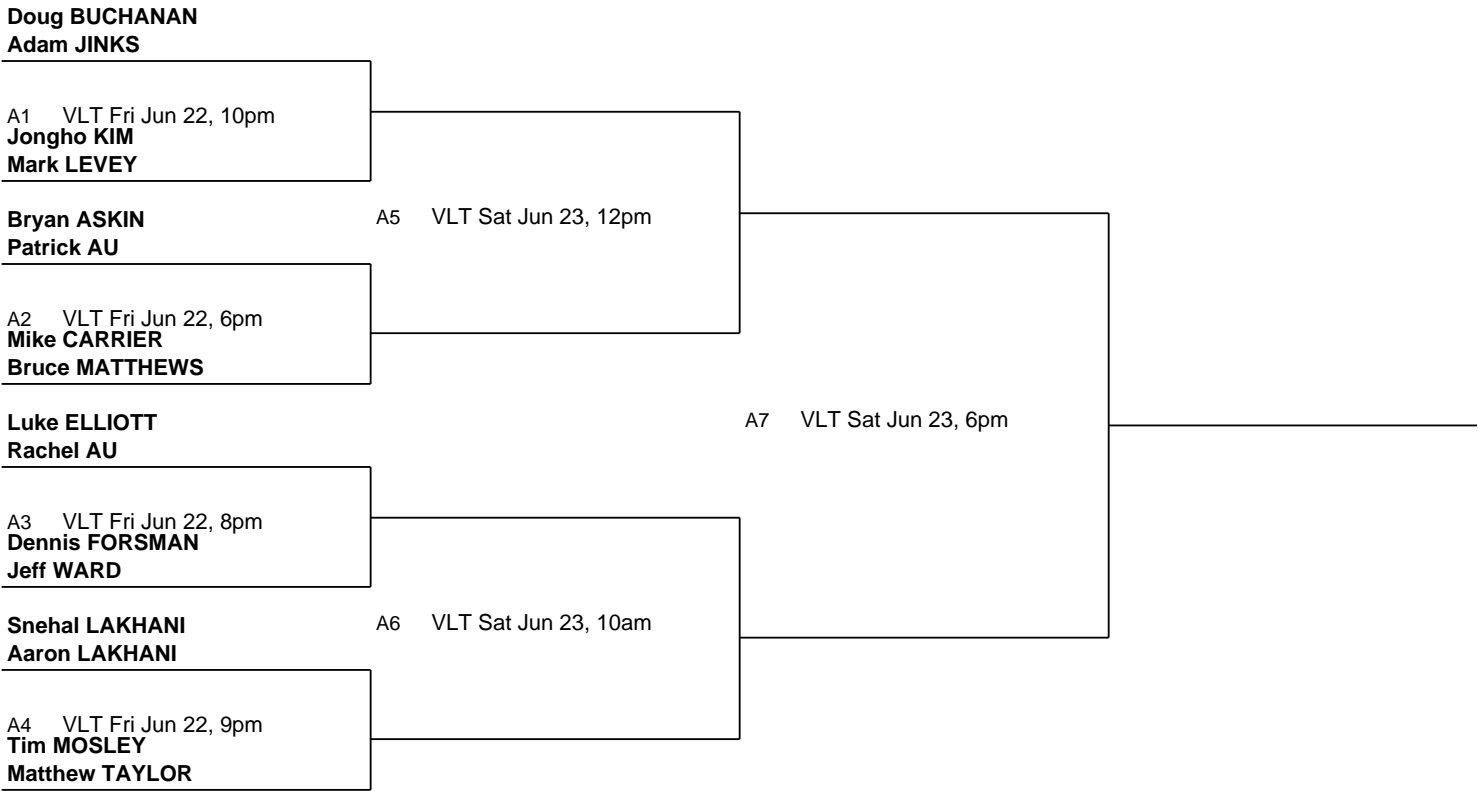 Doug BUCHANAN
Adam JINKS
A1 VLT Fri Jun 22, 10pm
Jongho KIM
Mark LEVEY
Bryan ASKIN
Patrick AU
A5 VLT Sat Jun 23, 12pm
A2 VLT Fri Jun 22, 6pm
Mike CARRIER
Bruce MATTHEWS
Luke ELLIOTT
Rachel AU
A7 VLT Sat Jun 23, 6pm
A3 VLT Fri Jun 22, 8pm
Dennis FORSMAN
Jeff WARD
Snehal LAKHANI
Aaron LAKHANI
A6 VLT Sat Jun 23, 10am
A4 VLT Fri Jun 22, 9pm
Tim MOSLEY
Matthew TAYLOR